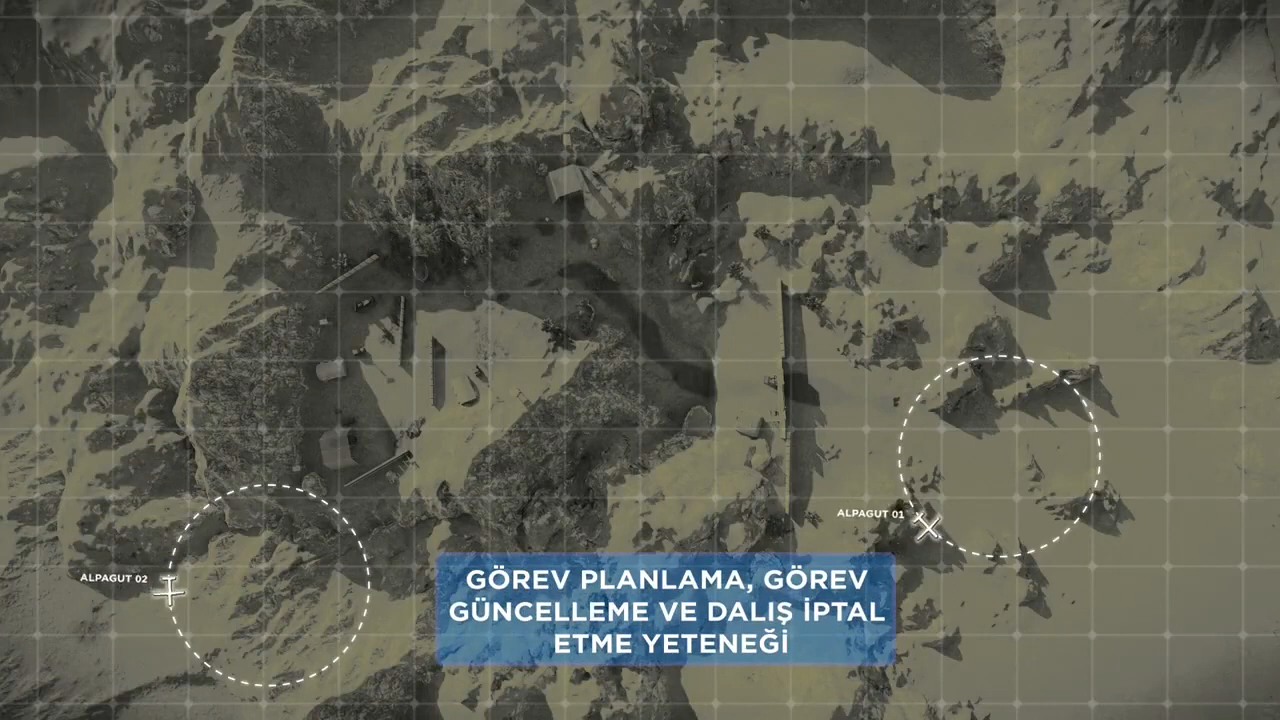 ALPAGUT 01
ALPAGUT 02
GÖREV PLANLAMA, GÖREV
GÜNCELLEME VE DALIŞ İPTAL
ETME YETENEĞİ